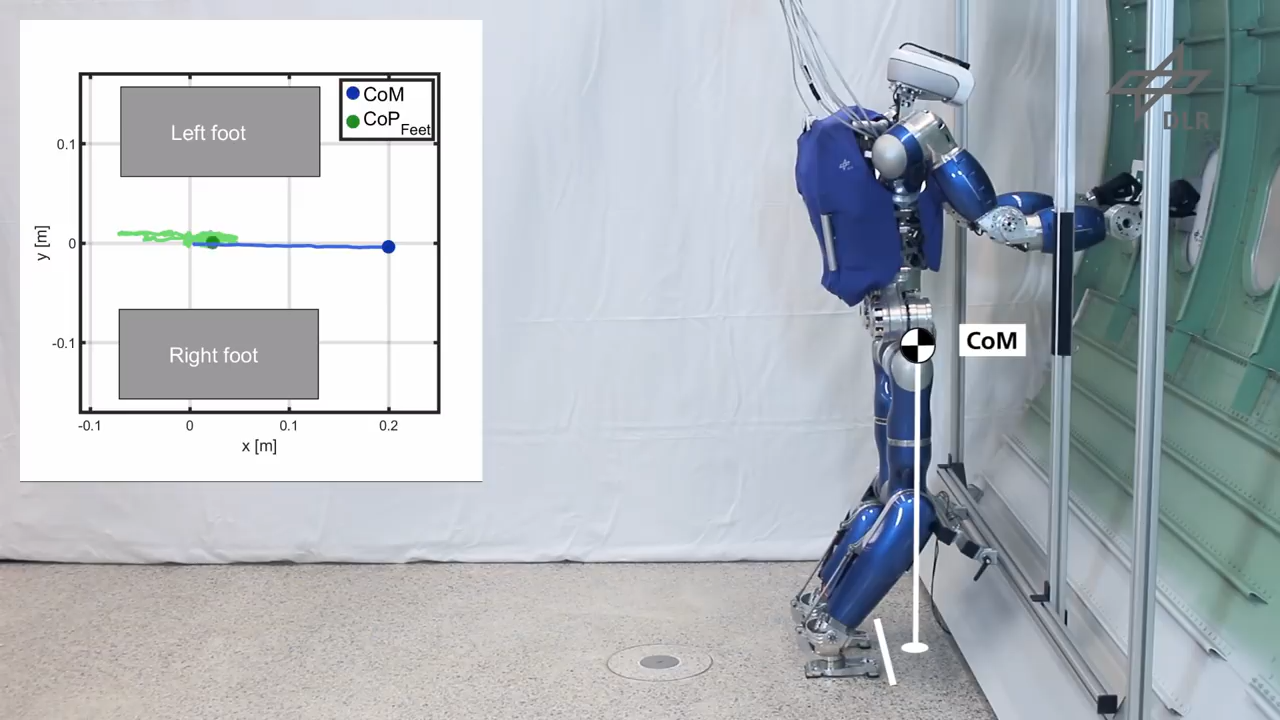 CoM
CoP Feet
Left foot
Right foot
0.1
0
-0.1
y [m]
-0.1
0
0.1
0.2
x [m]
CoM
DLR